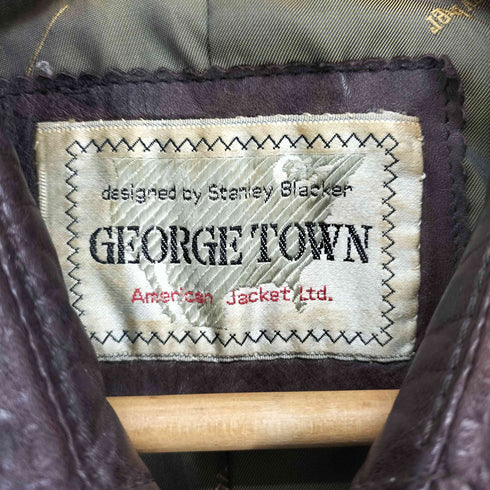 designed by Stanley Blacker
GEORGE TOWN
American Jacket Ltd.